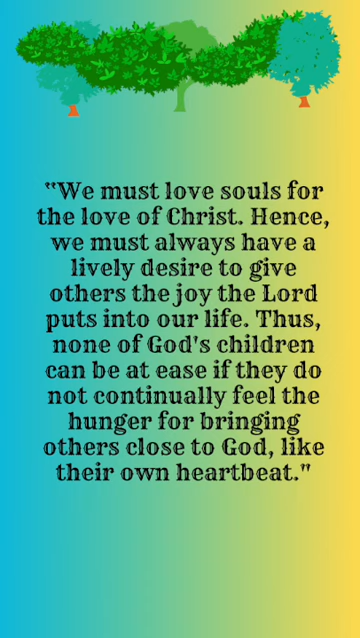 "We must love souls for
the love of Christ. Hence,
we must always have a
lively desire to give
others the joy the Lord
puts into our life. Thus,
none of God's children
can be at ease if they do
not continually feel the
hunger for bringing
others close to God, like
their own heartbeat."